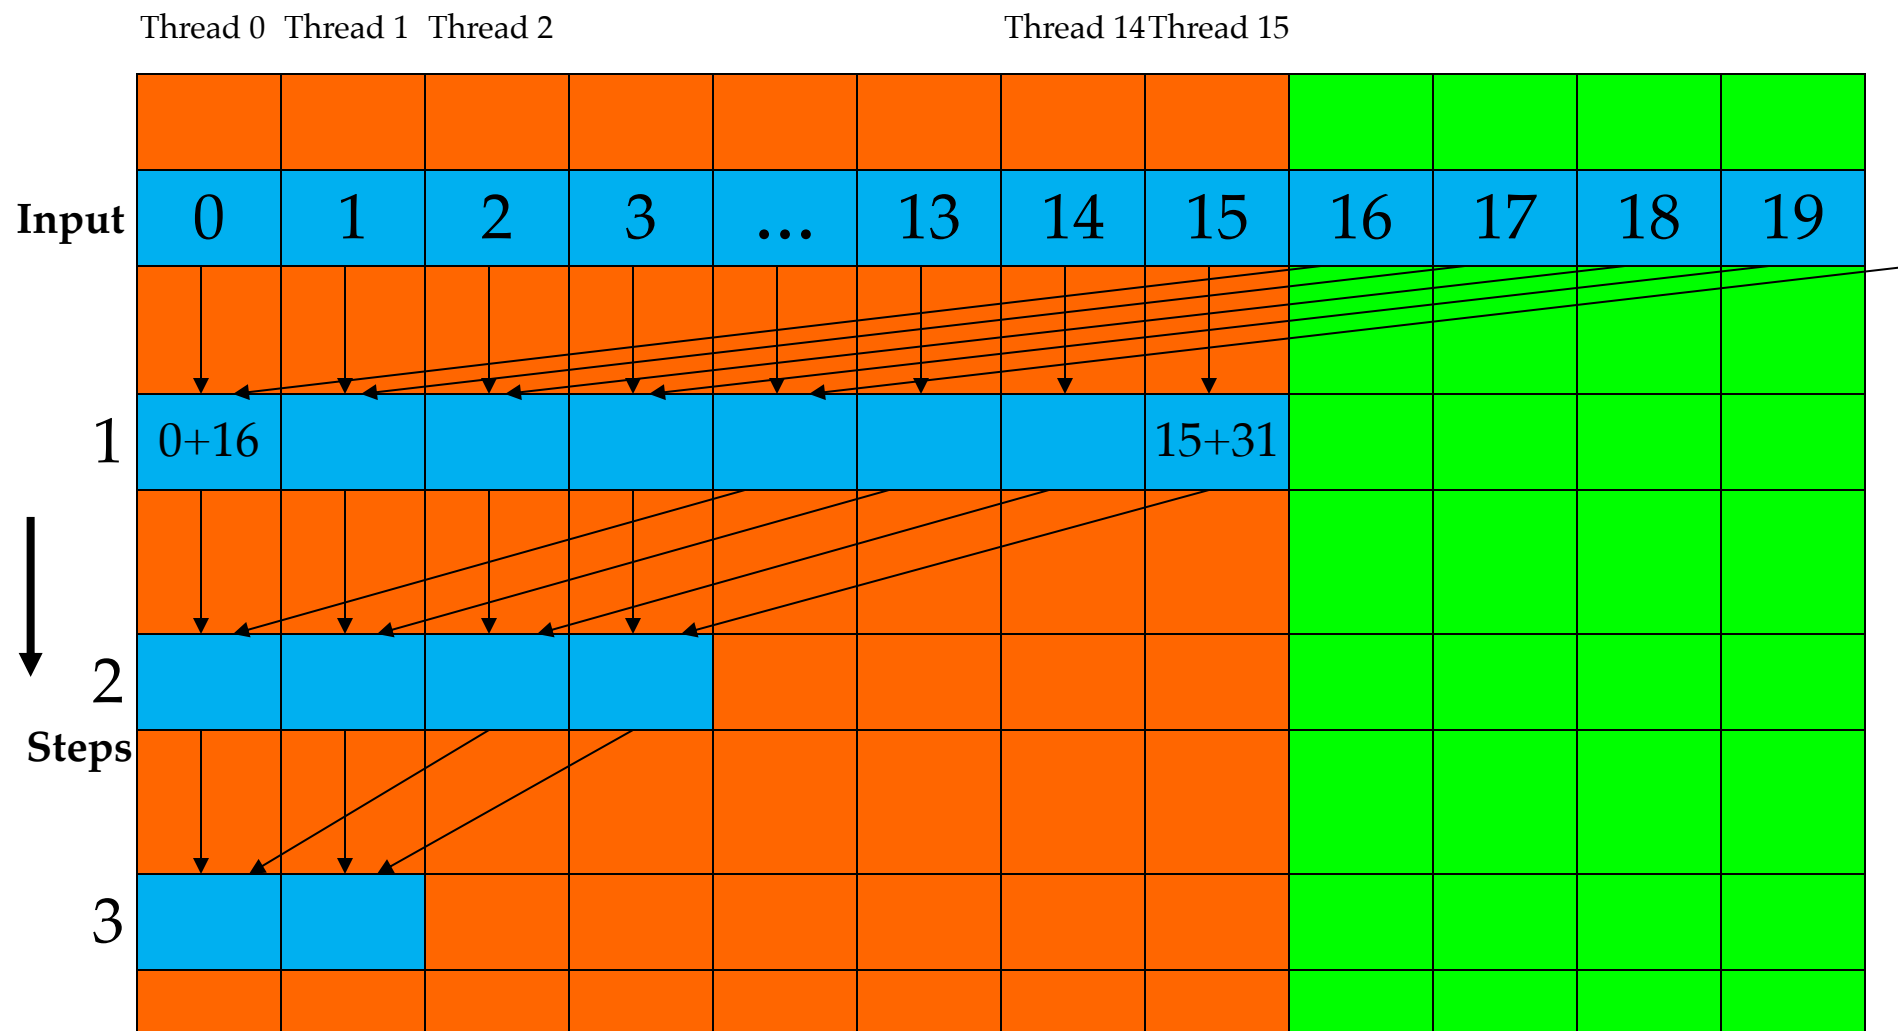 Thread 0 Thread 1 Thread 2 Thread 14 Thread 15
Input 0 1 2 3 ... 13 14 15 16 17 18 19
1 0+16 15+31
2
Steps
3